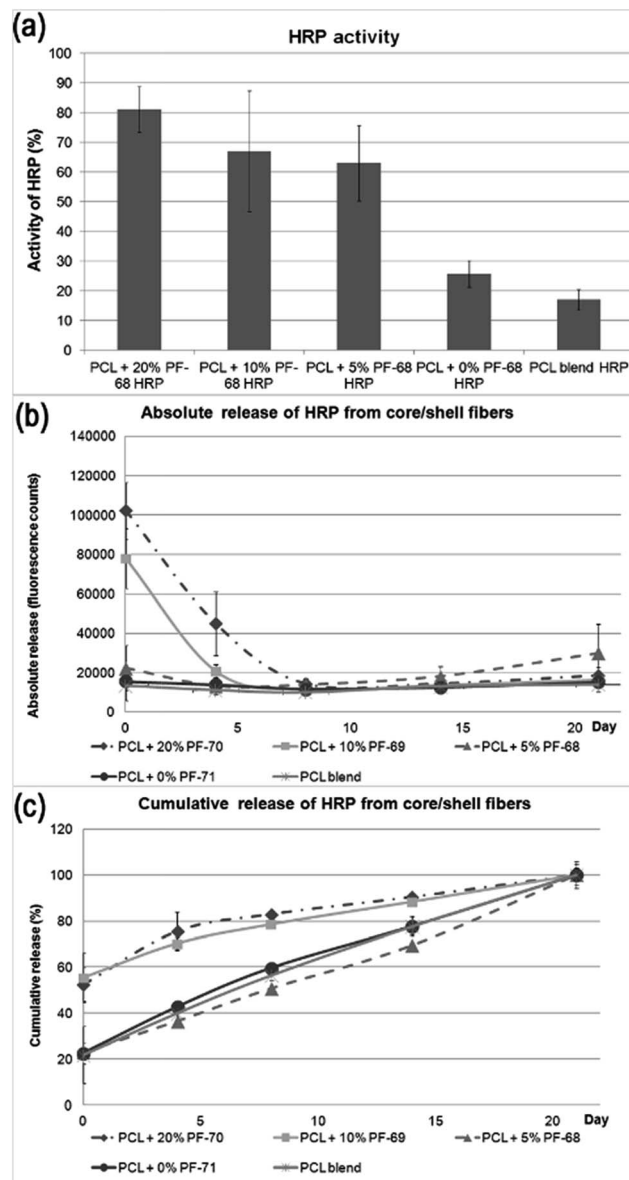 (a)
HRP activity
Activity of HRP (%)
100
90
80
70
60
50
40
30
20
10
0
PCL + 20% PF-68 HRP
PCL + 10% PF-68 HRP
PCL + 5% PF-68 HRP
PCL + 0% PF-68 HRP
PCL blend HRP
(b)
Absolute release of HRP from core/shell fibers
Absolute release (fluorescence counts)
140000
120000
100000
80000
60000
40000
20000
0
0 5 10 15 20 Day
PCL + 20% PF-70 PCL + 10% PF-69 PCL + 5% PF-68
PCL + 0% PF-71 PCL blend
(c)
Cumulative release of HRP from core/shell fibers
Cumulative release (%)
120
100
80
60
40
20
0
0 5 10 15 20 Day
PCL + 20% PF-70 PCL + 10% PF-69 PCL + 5% PF-68
PCL + 0% PF-71 PCL blend